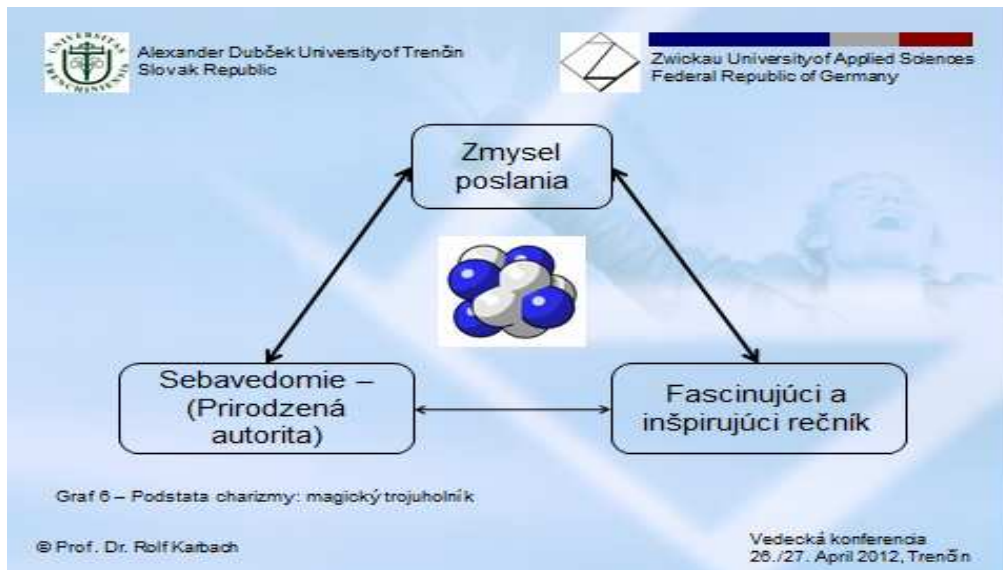 UNIVERSITAS
TRENCHINIENSIS
Alexander Dubček Universityof Trenčin
Slovak Republic
Zwickau Universityof Applied Sciences
Federal Republic of Germany
Zmysel
poslania
Sebavedomie –
(Prirodzená
autorita)
Fascinujúci a
inšpirujúci rečník
Graf 6 – Podstata charizmy: magický trojuholník
© Prof. Dr. Rolf Karbach
Vedecká konferencia
26./27. April 2012, Trenčin